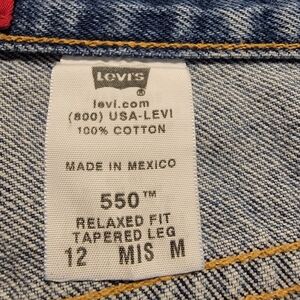 Levi's ®
levi.com
(800) USA-LEVI
100% COTTON
MADE IN MEXICO
550™
RELAXED FIT
TAPERED LEG
12 MIS M